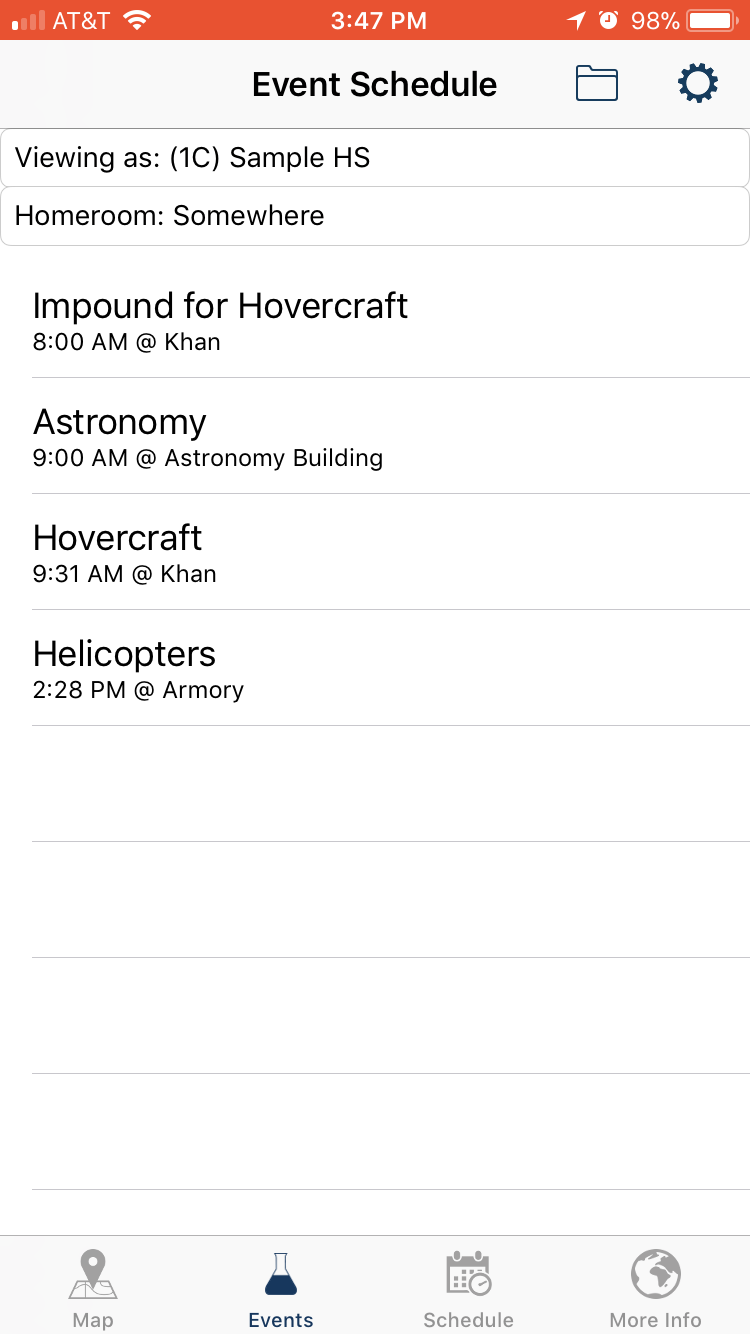 AT&T 3:47 PM 98%
Event Schedule
Viewing as: (1C) Sample HS
Homeroom: Somewhere
Impound for Hovercraft
8:00 AM @ Khan
Astronomy
9:00 AM @ Astronomy Building
Hovercraft
9:31 AM @ Khan
Helicopters
2:28 PM @ Armory
Map Events Schedule More Info